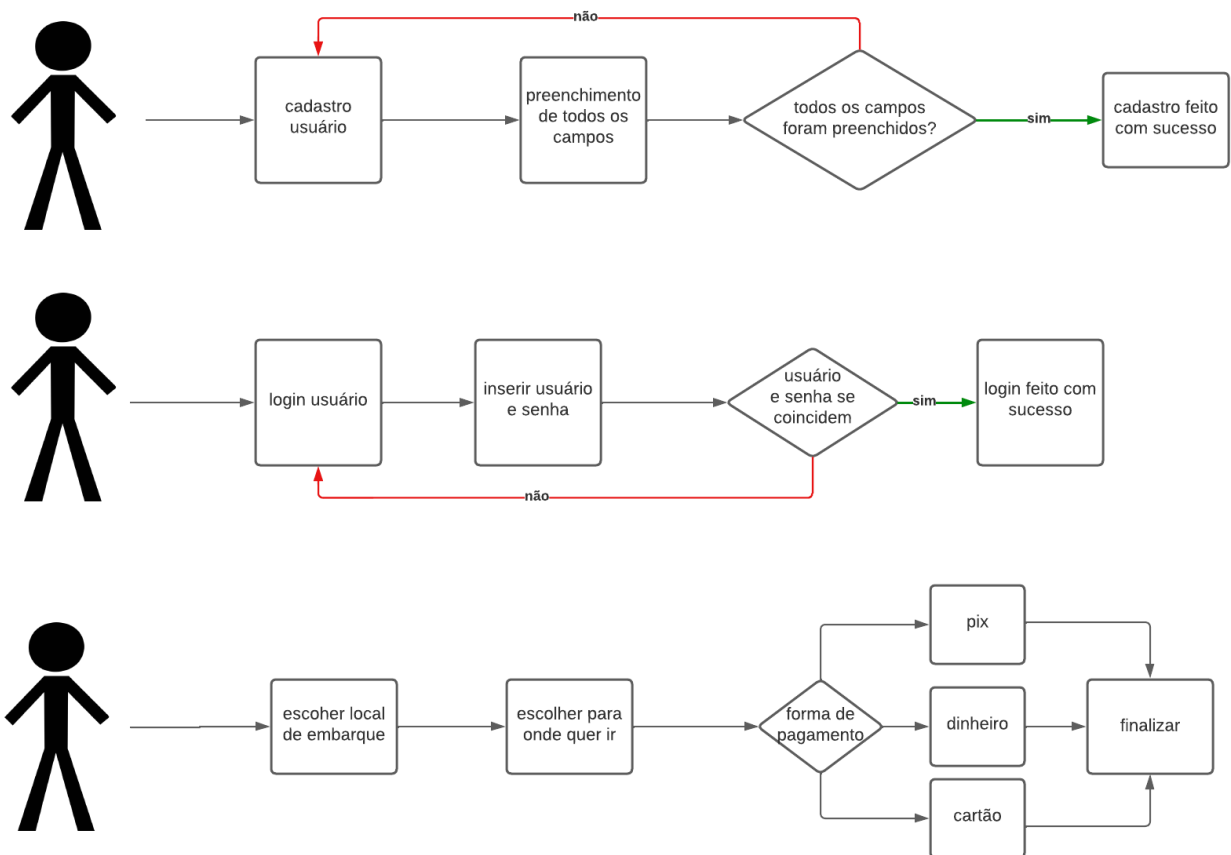 não
cadastro
usuário
preenchimento
de todos os
campos
todos os campos
foram preenchidos?
sim
cadastro feito
com sucesso
login usuário
inserir usuário
e senha
usuário
e senha se
coincidem
sim
login feito com
sucesso
não
escoher local
de embarque
escolher para
onde quer ir
forma de
pagamento
pix
dinheiro
cartão
finalizar